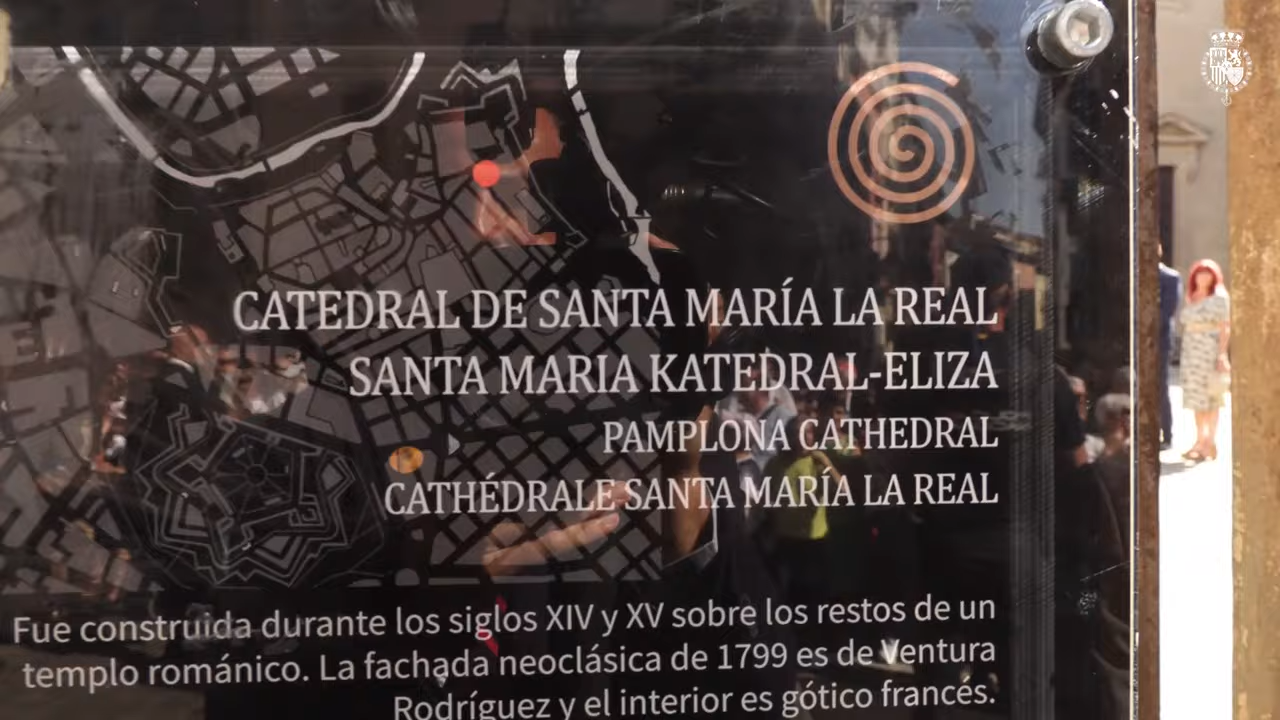 CATEDRAL DE SANTA MARÍA LA REAL
SANTA MARIA KATEDRAL-ELIZA
PAMPLONA CATHEDRAL
CATHÉDRALE SANTA MARÍA LA REAL
Fue construida durante los siglos XIV y XV sobre los restos de un
templo románico. La fachada neoclásica de 1799 es de Ventura
Rodríguez y el interior es gótico francés.